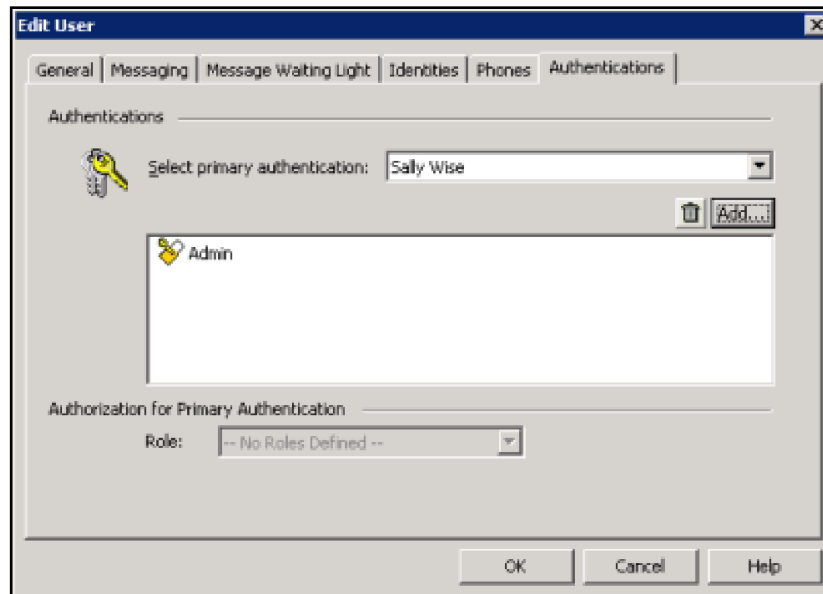 Edit User
General Messaging Message Waiting Light Identities Phones Authentications
Authentications
Select primary authentication: Sally Wise
Add...
Admin
Authorization for Primary Authentication
Role: -- No Roles Defined --
OK Cancel Help